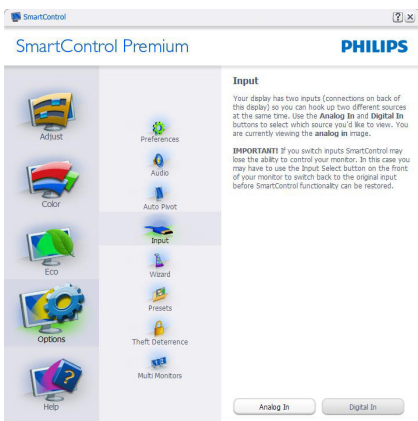 SmartControl
SmartControl Premium
PHILIPS
Adjust
Color
Eco
Options
Help
Preferences
Audio
Auto Pivot
Input
Wizard
Presets
Theft Deterrence
Multi Monitors
Input
Your display has two inputs (connections on back of
this display) so you can hook up two different sources
at the same time. Use the Analog In and Digital In
buttons to select which source you'd like to view. You
are currently viewing the analog in image.
IMPORTANT! If you switch inputs SmartControl may
lose the ability to control your monitor. In this case you
may have to use the Input Select button on the front
of your monitor to switch back to the original input
before SmartControl functionality can be restored.
Analog In
Digital In